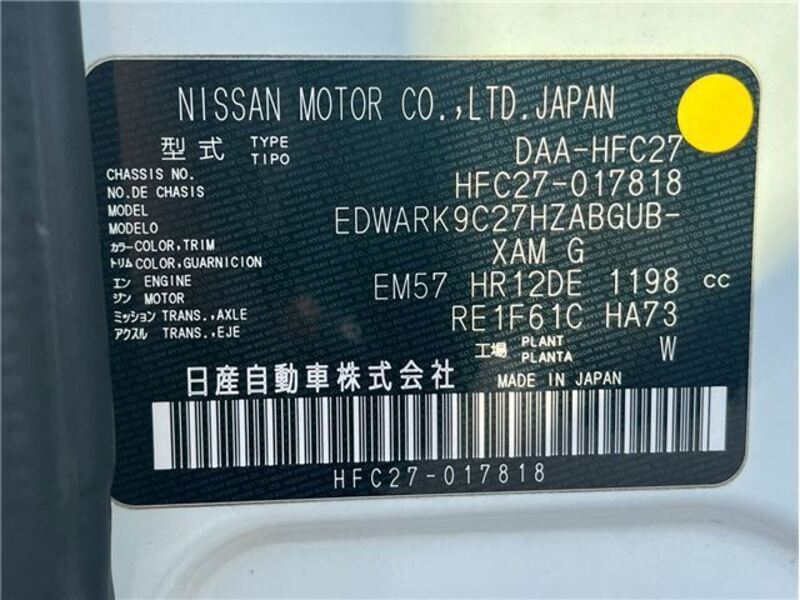 NISSAN MOTOR CO.,LTD.JAPAN
型式 TYPE TIPO DAA-HFC27
CHASSIS NO.
NO.DE CHASIS HFC27-017818
MODEL
MODELO EDWARK9C27HZABGUB-
カラー COLOR, TRIM
トリム COLOR, GUARNICION XAM G
エン ENGINE
ジン MOTOR EM57 HR12DE 1198 CC
ミッション TRANS., AXLE
アクスル TRANS., EJE RE1F61C HA73
工場 PLANT PLANTA W
日産自動車株式会社 MADE IN JAPAN
HFC27-017818